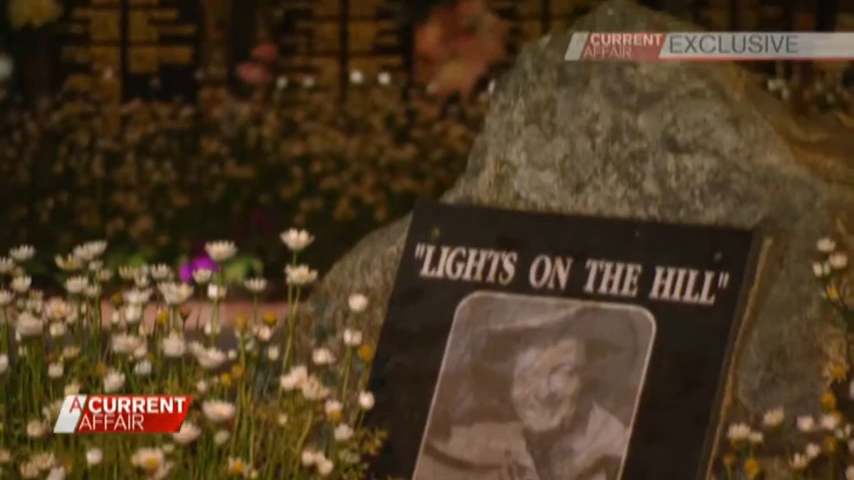 A CURRENT AFFAIR EXCLUSIVE
"LIGHTS ON THE HILL"
A CURRENT
AFFAIR